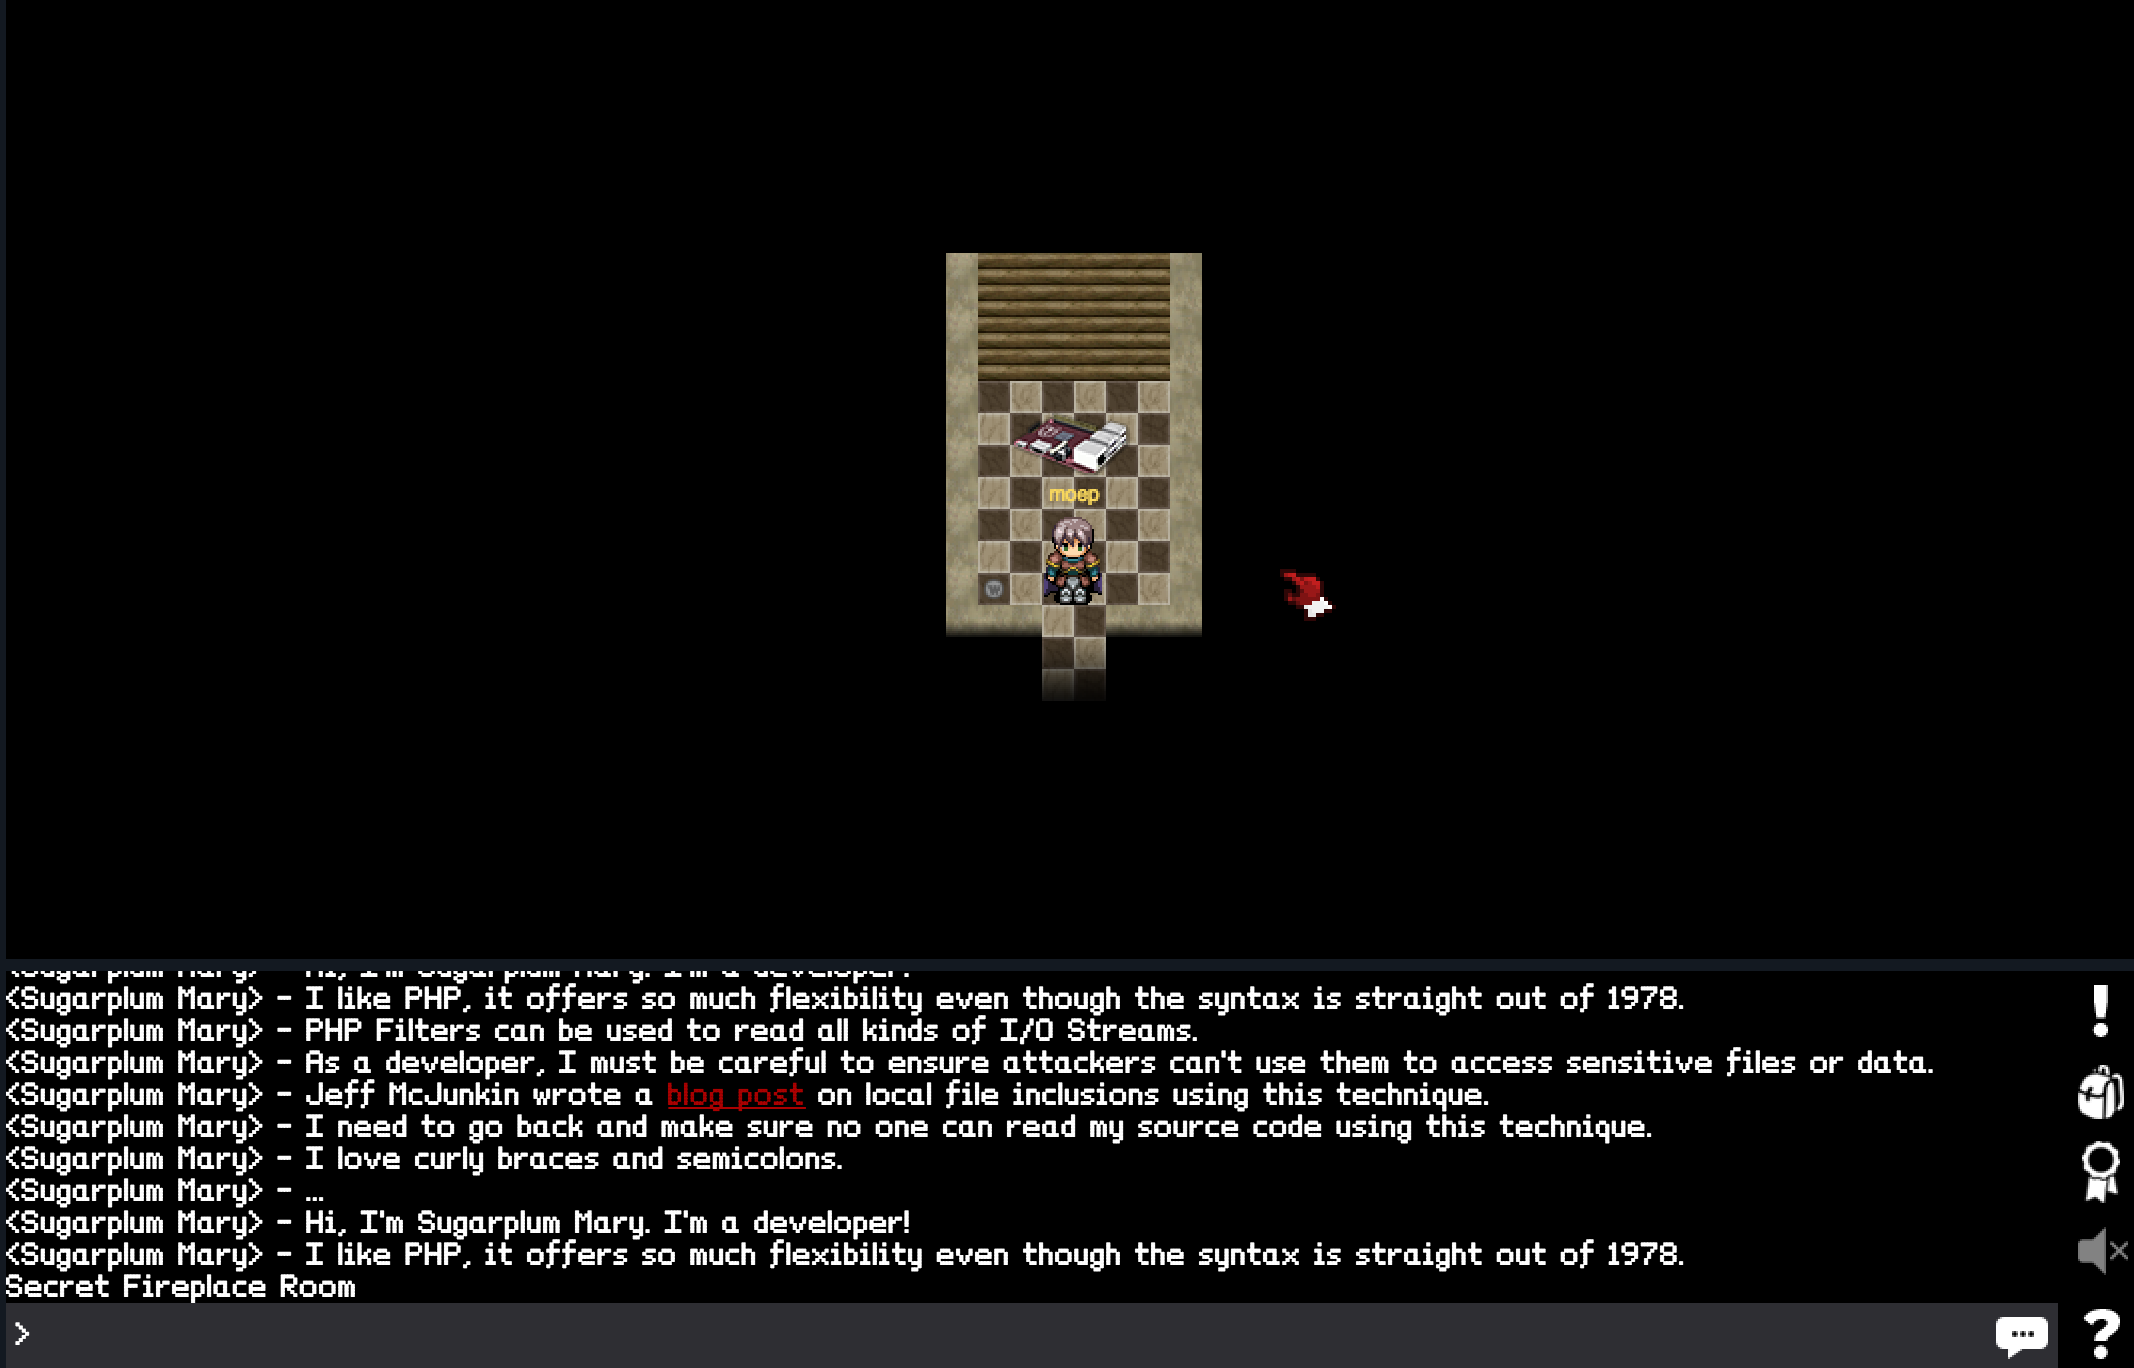 moep
W
<Sugarplum Mary> - Hi, I'm Sugarplum Mary. I'm a developer!
<Sugarplum Mary> - I like PHP, it offers so much flexibility even though the syntax is straight out of 1978.
<Sugarplum Mary> - PHP Filters can be used to read all kinds of I/O Streams.
<Sugarplum Mary> - As a developer, I must be careful to ensure attackers can't use them to access sensitive files or data.
<Sugarplum Mary> - Jeff McJunkin wrote a blog post on local file inclusions using this technique.
<Sugarplum Mary> - I need to go back and make sure no one can read my source code using this technique.
<Sugarplum Mary> - I love curly braces and semicolons.
<Sugarplum Mary> - ...
<Sugarplum Mary> - Hi, I'm Sugarplum Mary. I'm a developer!
<Sugarplum Mary> - I like PHP, it offers so much flexibility even though the syntax is straight out of 1978.
Secret Fireplace Room
>